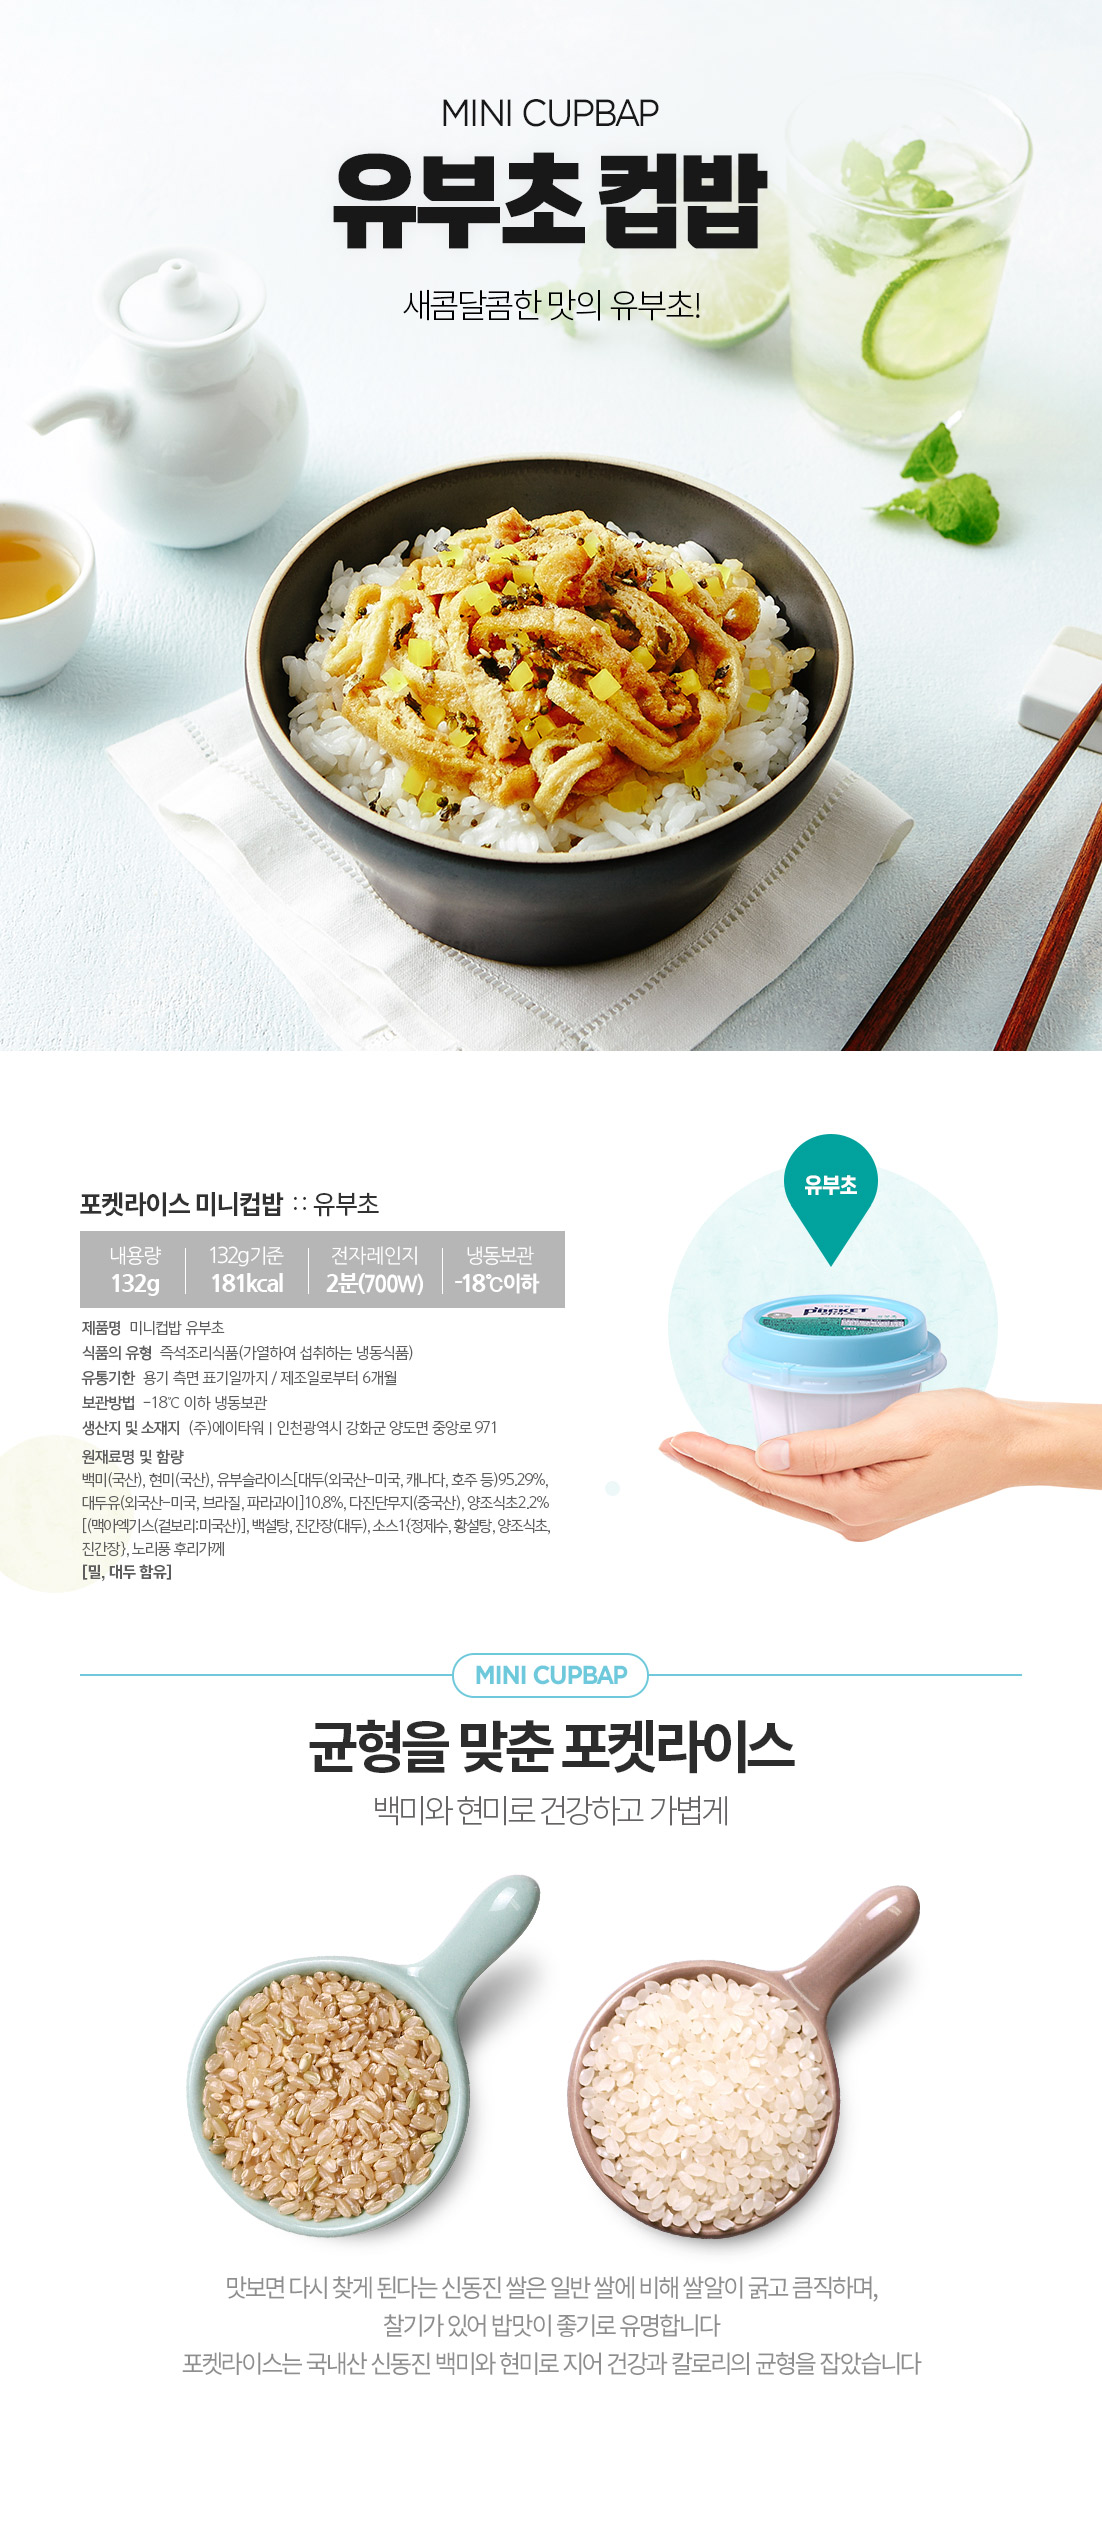 MINI CUPBAP
유부초 컵밥
새콤달콤한 맛의 유부초!
유부초
포켓라이스 미니컵밥 :: 유부초
내용량 132g기준 전자레인지 냉동보관
132g 181kcal 2분(700W) -18℃이하
POCKET
제품명 미니컵밥 유부초
식품의 유형 즉석조리식품(가열하여 섭취하는 냉동식품)
유통기한 용기 측면 표기일까지 / 제조일로부터 6개월
보관방법 -18℃ 이하 냉동보관
생산지 및 소재지 (주)에이타워 | 인천광역시 강화군 양도면 중앙로 971
원재료명 및 함량
백미(국산), 현미(국산), 유부슬라이스[대두(외국산-미국, 캐나다, 호주 등)95.29%,
대두유(외국산-미국, 브라질, 파라과이]10.8%, 다진단무지(중국산), 양조식초2.2%
[(맥아엑기스(겉보리:미국산)], 백설탕, 진간장(대두), 소스1{정제수, 황설탕, 양조식초,
진간장}, 노리풍 후리가께
[밀, 대두 함유]
MINI CUPBAP
균형을 맞춘 포켓라이스
백미와 현미로 건강하고 가볍게
맛보면 다시 찾게 된다는 신동진 쌀은 일반 쌀에 비해 쌀알이 굵고 큼직하며,
찰기가 있어 밥맛이 좋기로 유명합니다
포켓라이스는 국내산 신동진 백미와 현미로 지어 건강과 칼로리의 균형을 잡았습니다